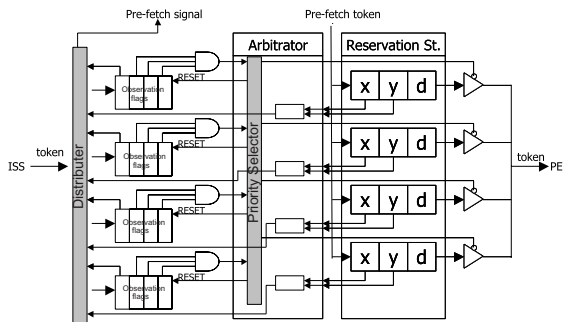 Pre-fetch signal
Pre-fetch token
Arbitrator
Reservation St.
Distributer
Priority Selector
ISS
token
token
PE
Observation
flags
RESET
x y d
Observation
flags
RESET
x y d
Observation
flags
RESET
x y d
Observation
flags
RESET
x y d